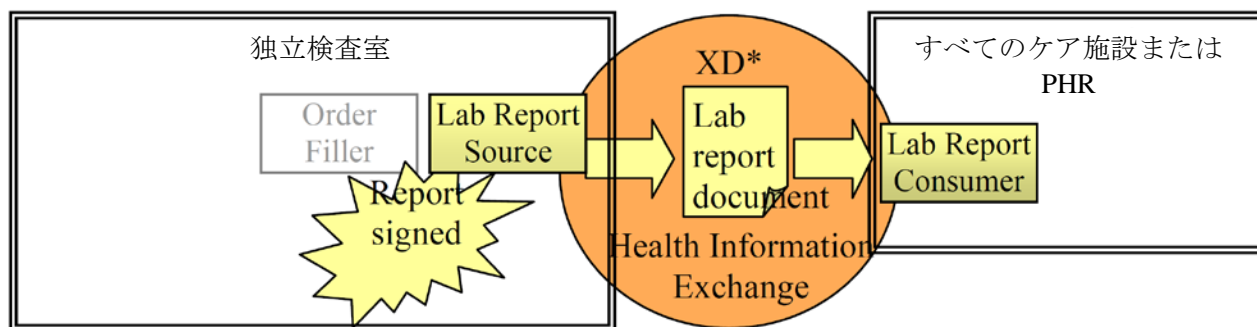 独立検査室
Order
Filler
Lab Report
Source
Report
signed
XD*
Lab
report
document
Health Information
Exchange
すべてのケア施設または
PHR
Lab Report
Consumer